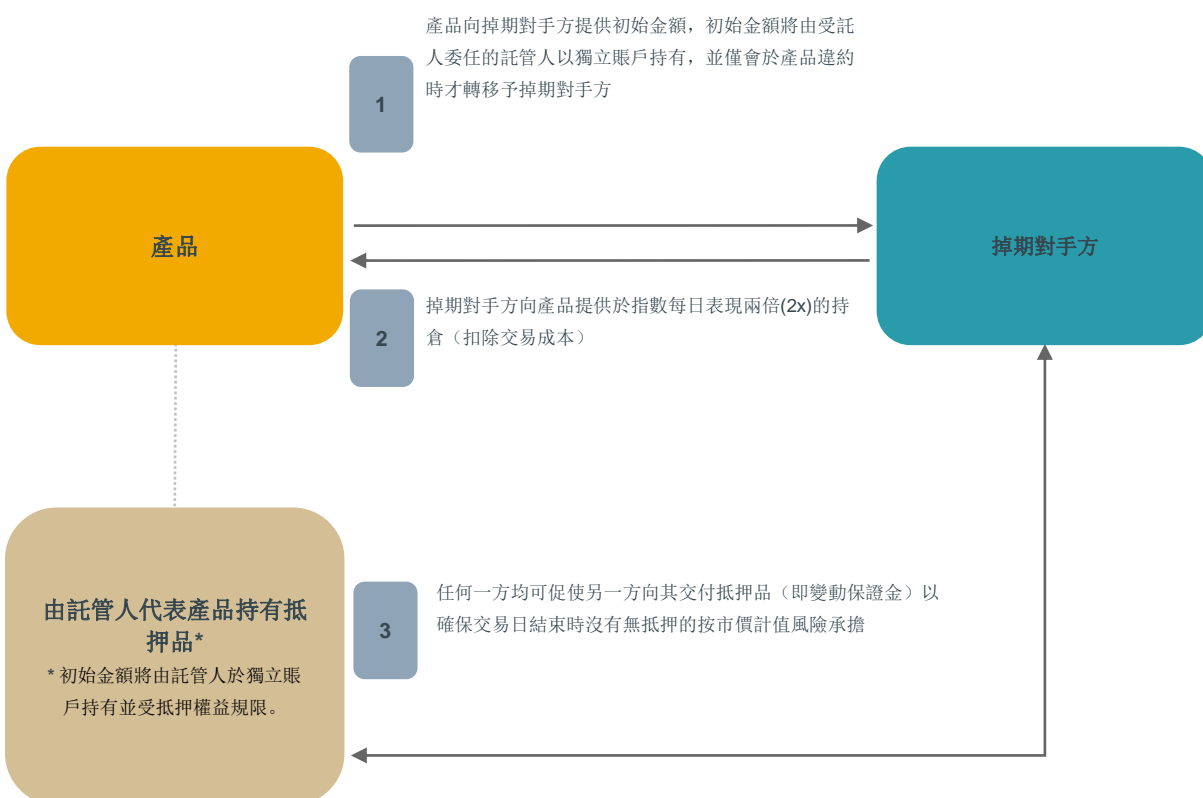 產品向掉期對手方提供初始金額，初始金額將由受託
人委任的託管人以獨立賬戶持有，並僅會於產品違約
時才轉移予掉期對手方
1
產品
掉期對手方
2
掉期對手方向產品提供於指數每日表現兩倍(2x)的持
倉（扣除交易成本）
由託管人代表產品持有抵
押品*
* 初始金額將由託管人於獨立賬
戶持有並受抵押權益規限。
3
任何一方均可促使另一方向其交付抵押品（即變動保證金）以
確保交易日結束時沒有無抵押的按市價計值風險承擔